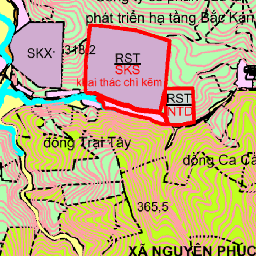 phát triển hạ tầng Bắc Kạn
SKX
318,2
RST
SKS
khai thác chì kẽm
RST
NTD
đồng Trại Tây
đồng Ca
365,5
XÃ NGUYÊN PHÚC